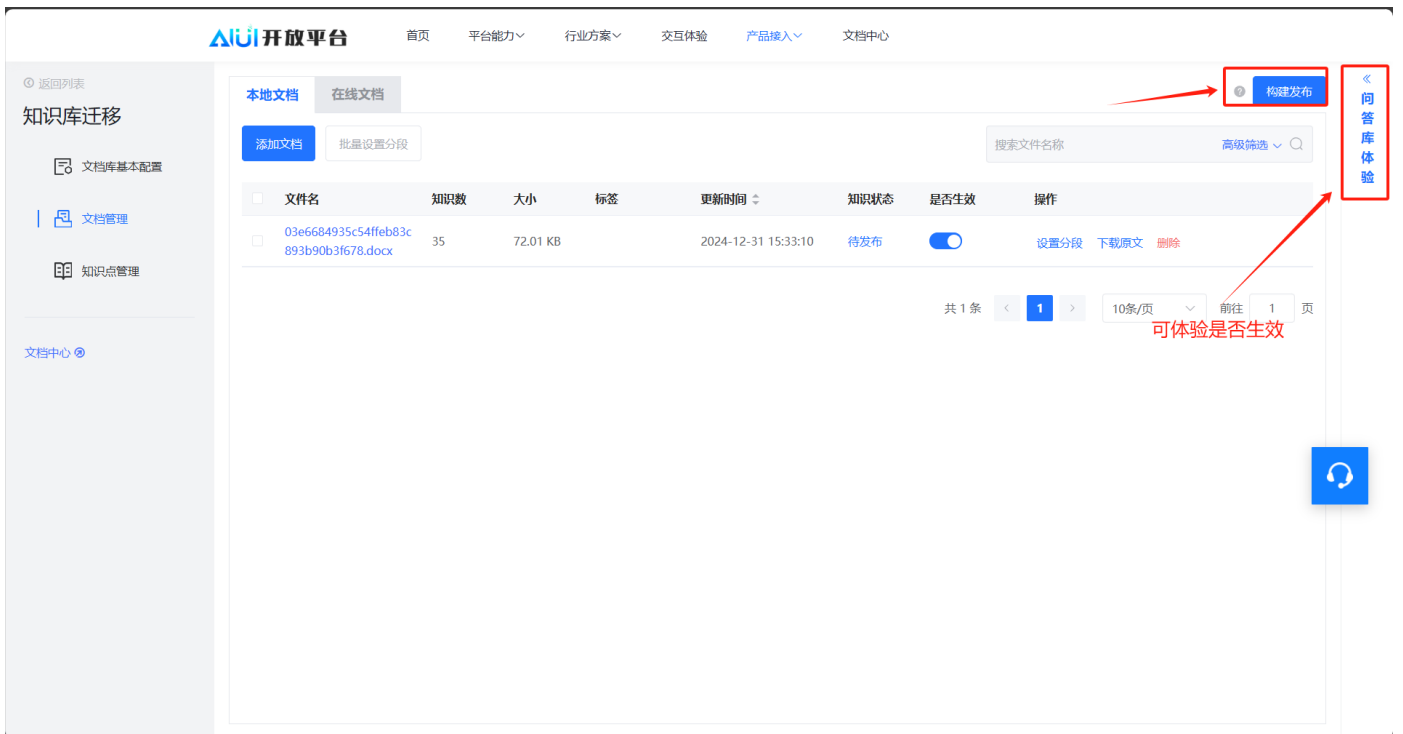 AIUI开放平台 首页 平台能力 行业方案 交互体验 产品接入 文档中心
返回列表
知识库迁移
文档库基本配置
文档管理
知识点管理
文档中心
本地文档 在线文档
? 构建发布
添加文档 批量设置分段
搜索文件名称 高级筛选
文件名 知识数 大小 标签 更新时间 知识状态 是否生效 操作
03e6684935c54ffeb83c
893b90b3f678.docx
35 72.01 KB 2024-12-31 15:33:10 待发布 设置分段 下载原文 删除
共 1 条 < 1 > 10条/页 前往 1 页
可体验是否生效
«
问
答
库
体
验